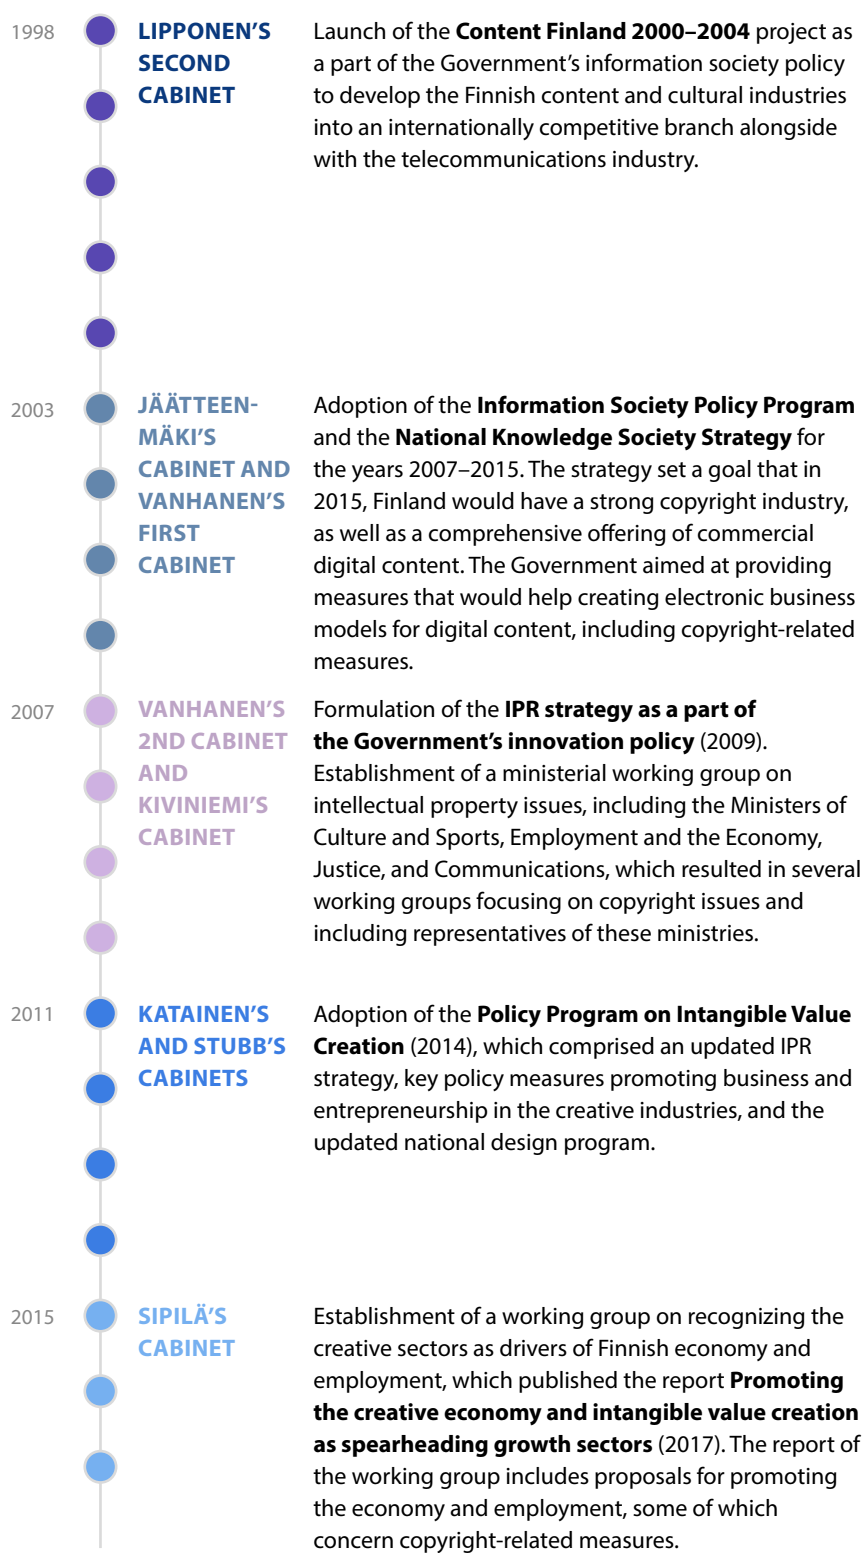 1998
LIPPONEN’S
SECOND
CABINET
Launch of the Content Finland 2000–2004 project as
a part of the Government’s information society policy
to develop the Finnish content and cultural industries
into an internationally competitive branch alongside
with the telecommunications industry.
2003
JÄÄTTEEN-
MÄKI’S
CABINET AND
VANHANEN’S
FIRST
CABINET
Adoption of the Information Society Policy Program
and the National Knowledge Society Strategy for
the years 2007–2015. The strategy set a goal that in
2015, Finland would have a strong copyright industry,
as well as a comprehensive offering of commercial
digital content. The Government aimed at providing
measures that would help creating electronic business
models for digital content, including copyright-related
measures.
2007
VANHANEN’S
2ND CABINET
AND
KIVINIEMI’S
CABINET
Formulation of the IPR strategy as a part of
the Government’s innovation policy (2009).
Establishment of a ministerial working group on
intellectual property issues, including the Ministers of
Culture and Sports, Employment and the Economy,
Justice, and Communications, which resulted in several
working groups focusing on copyright issues and
including representatives of these ministries.
2011
KATAINEN’S
AND STUBB’S
CABINETS
Adoption of the Policy Program on Intangible Value
Creation (2014), which comprised an updated IPR
strategy, key policy measures promoting business and
entrepreneurship in the creative industries, and the
updated national design program.
2015
SIPILÄ’S
CABINET
Establishment of a working group on recognizing the
creative sectors as drivers of Finnish economy and
employment, which published the report Promoting
the creative economy and intangible value creation
as spearheading growth sectors (2017). The report of
the working group includes proposals for promoting
the economy and employment, some of which
concern copyright-related measures.